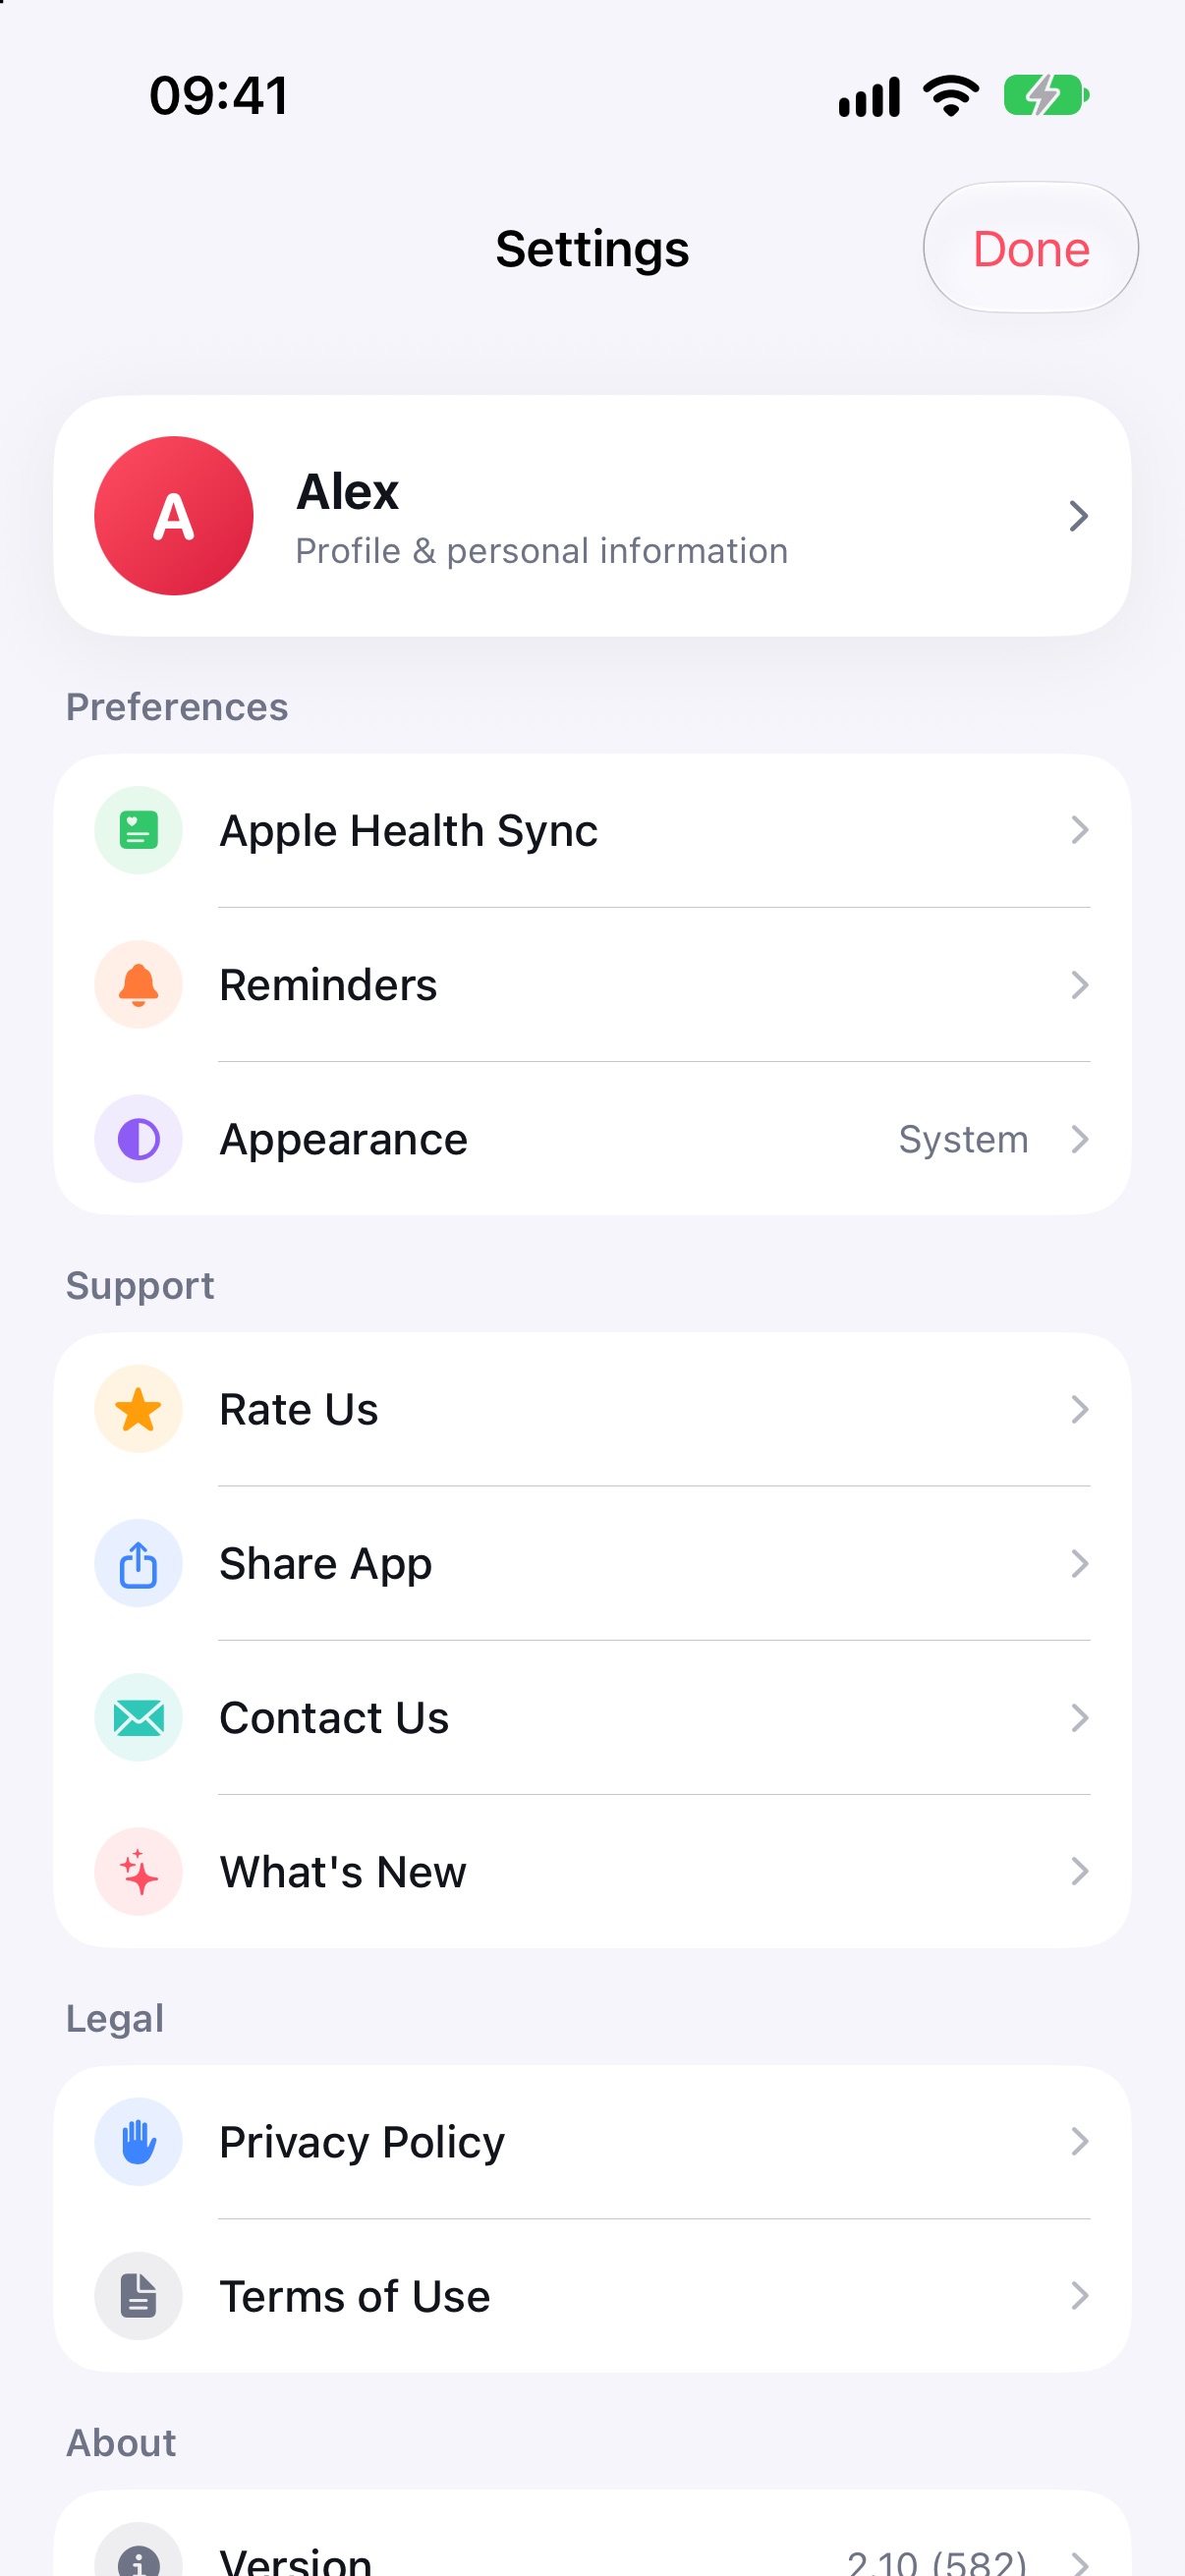 09:41
Settings
Done
A
Alex
Profile & personal information
Preferences
Apple Health Sync
Reminders
Appearance
System
Support
Rate Us
Share App
Contact Us
What's New
Legal
Privacy Policy
Terms of Use
About
Version
2.10 (582)